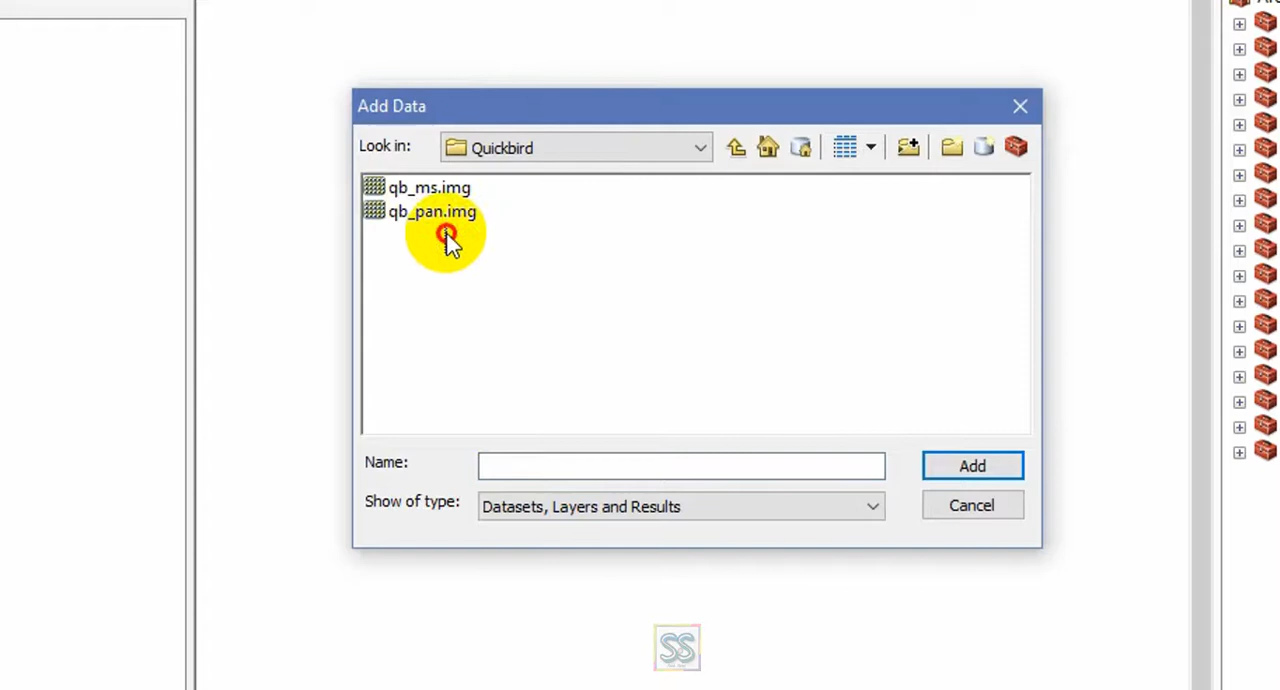 Add Data
Look in:
Quickbird
qb_ms.img
qb_pan.img
Name:
Add
Show of type:
Datasets, Layers and Results
Cancel
SS